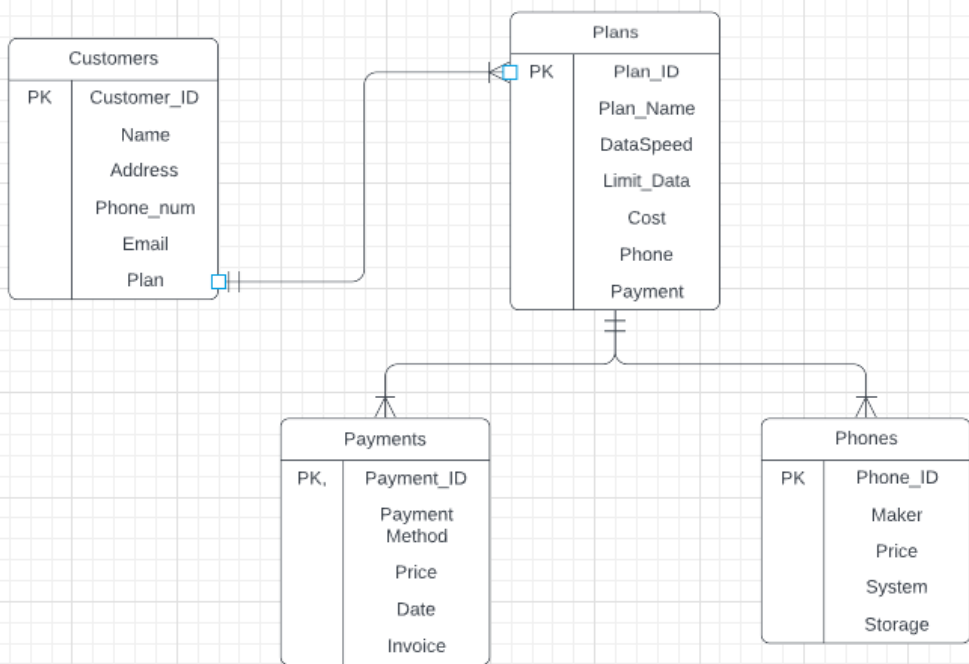 Customers
PK Customer_ID
Name
Address
Phone_num
Email
Plan
Plans
PK Plan_ID
Plan_Name
DataSpeed
Limit_Data
Cost
Phone
Payment
Payments
PK, Payment_ID
Payment
Method
Price
Date
Invoice
Phones
PK Phone_ID
Maker
Price
System
Storage